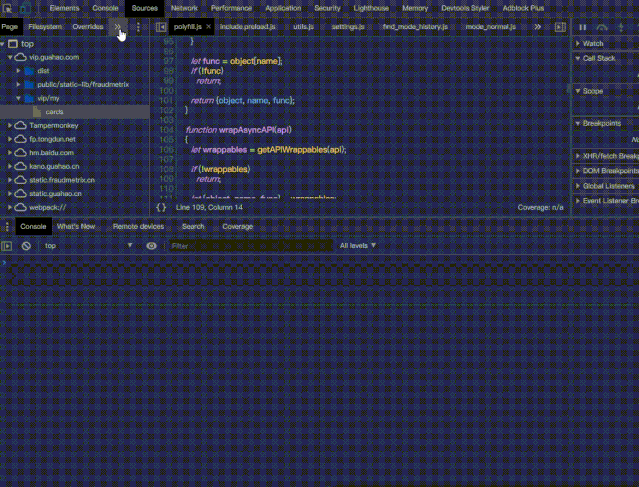 Elements Console Sources Network Performance Application Security Lighthouse Memory Devtools Styler Adblock Plus
Page Filesystem Overrides » polyfill.js × include.preload.js utils.js settings.js find_mode_history.js mode_normal.js »
top
vip.guahao.com
dist
public/static-lib/fraudmetrix
vip/my
cards
Tampermonkey
fp.tongdun.net
hm.baidu.com
kano.guahao.cn
static.fraudmetrix.cn
static.guahao.cn
webpack://
95 }
97 let func = object[name];
98 if (!func)
99 return;
100
101 return {object, name, func};
102 }
103
104 function wrapAsyncAPI(api)
105 {
106 let wrappables = getAPIWrappables(api);
107
108 if (!wrappables)
109 return;
110
{} Line 109, Column 14 Coverage: n/a
Watch
Call Stack
Scope
Breakpoints
XHR/fetch Breakp
DOM Breakpoints
Global Listeners
Event Listener Bre
Console What's New Remote devices Search Coverage
top Filter All levels